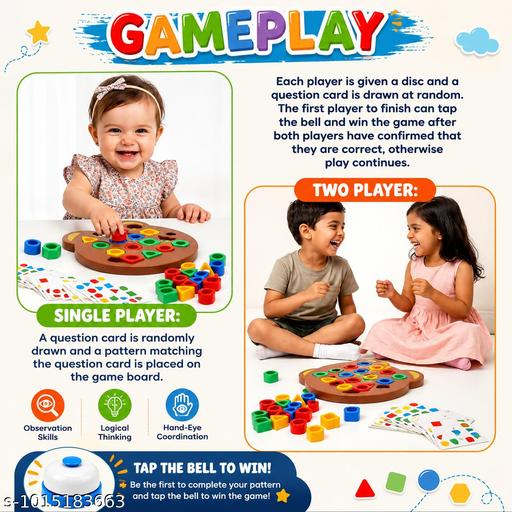 GAMEPLAY
Each player is given a disc and a
question card is drawn at random.
The first player to finish can tap
the bell and win the game after
both players have confirmed that
they are correct, otherwise
play continues.
TWO PLAYER:
SINGLE PLAYER:
A question card is randomly
drawn and a pattern matching
the question card is placed on
the game board.
Observation
Skills
Logical
Thinking
Hand-Eye
Coordination
TAP THE BELL TO WIN!
Be the first to complete your pattern
and tap the bell to win the game!
s-1015183663